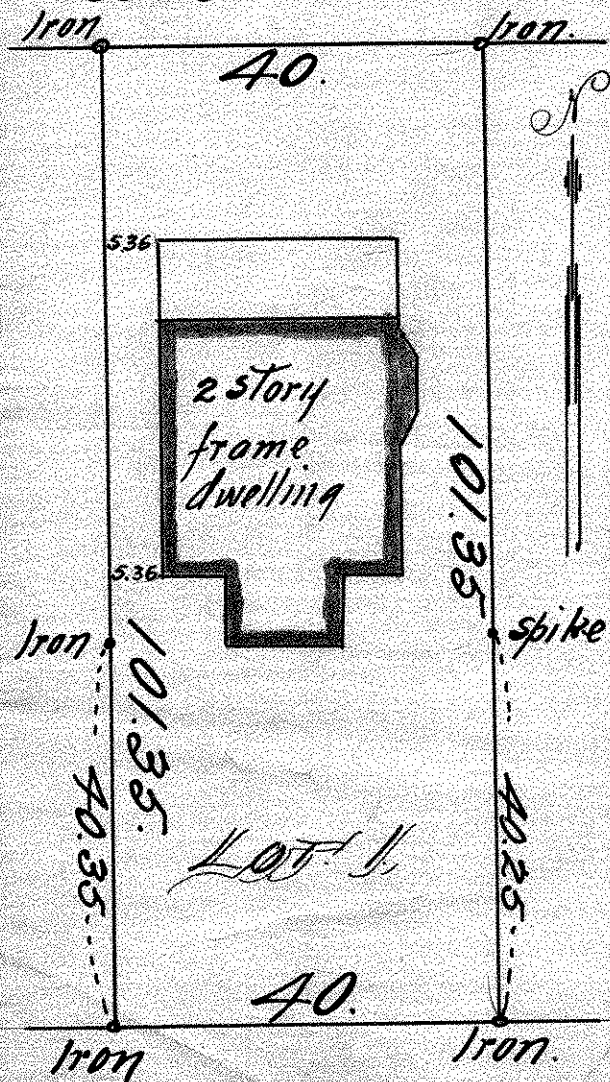 Iron
Iron.
40.
N
5.36
2 story
frame
dwelling
101.35
5.36
Iron
spike
101.35.
40.35.
40.25.
LOT 1.
40.
Iron
Iron.